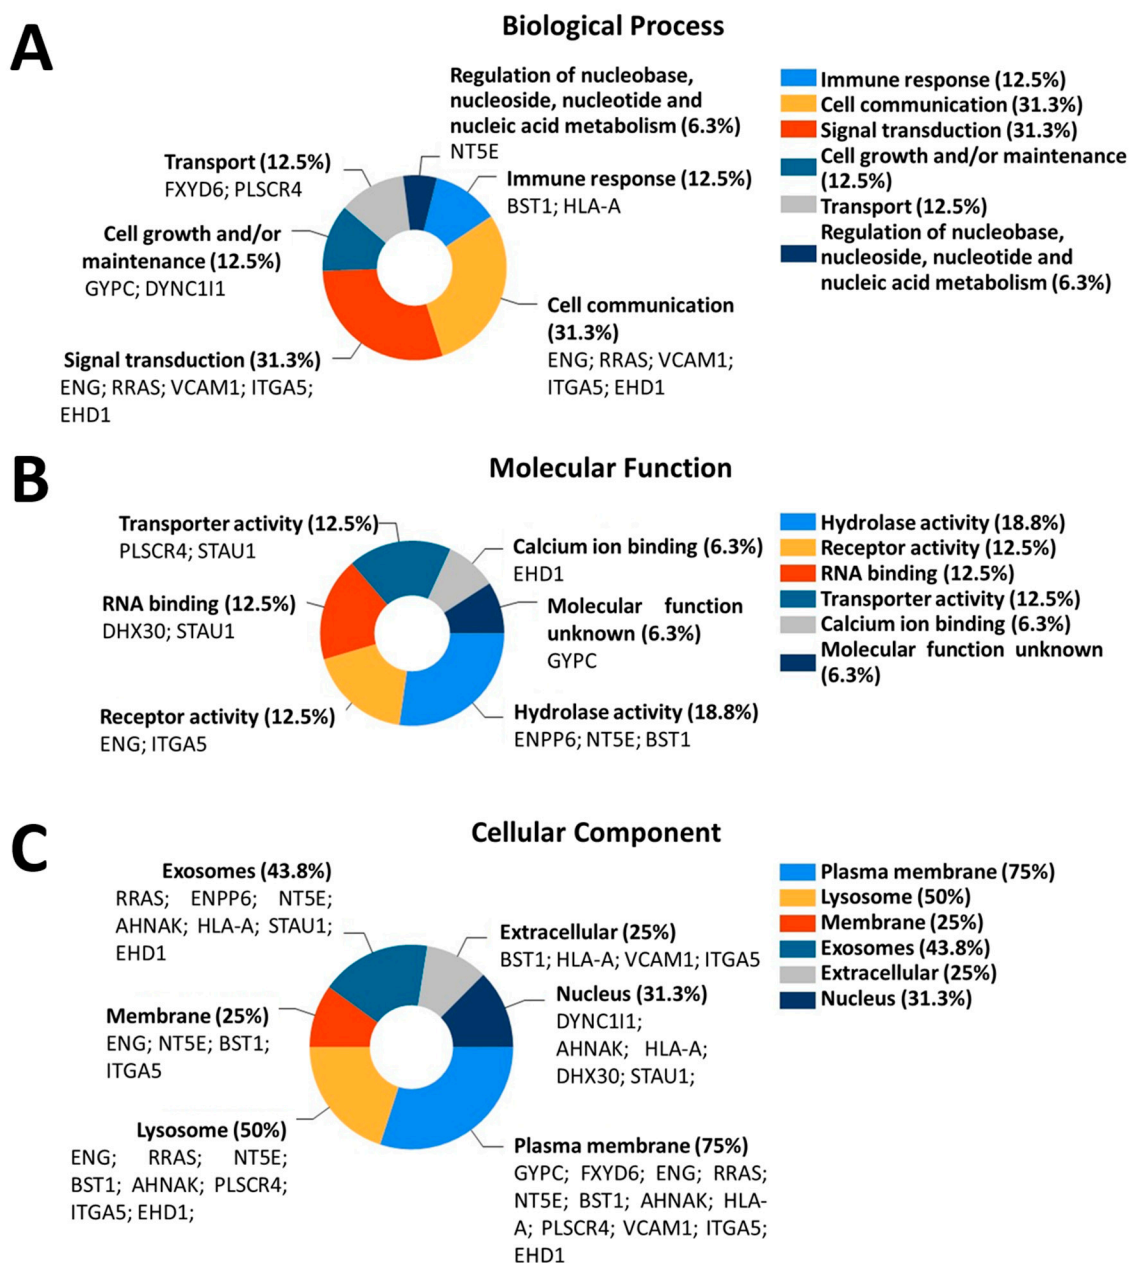 A
Biological Process
Regulation of nucleobase,
nucleoside, nucleotide and
nucleic acid metabolism (6.3%)
NT5E
Transport (12.5%)
FXYD6; PLSCR4
Immune response (12.5%)
BST1; HLA-A
Cell growth and/or
maintenance (12.5%)
GYPC; DYNC1I1
Cell communication
(31.3%)
ENG; RRAS; VCAM1;
ITGA5; EHD1
Signal transduction (31.3%)
ENG; RRAS; VCAM1; ITGA5;
EHD1
Immune response (12.5%)
Cell communication (31.3%)
Signal transduction (31.3%)
Cell growth and/or maintenance
(12.5%)
Transport (12.5%)
Regulation of nucleobase,
nucleoside, nucleotide and
nucleic acid metabolism (6.3%)
B
Molecular Function
Transporter activity (12.5%)
PLSCR4; STAU1
Calcium ion binding (6.3%)
EHD1
RNA binding (12.5%)
DHX30; STAU1
Molecular function
unknown (6.3%)
GYPC
Receptor activity (12.5%)
ENG; ITGA5
Hydrolase activity (18.8%)
ENPP6; NT5E; BST1
Hydrolase activity (18.8%)
Receptor activity (12.5%)
RNA binding (12.5%)
Transporter activity (12.5%)
Calcium ion binding (6.3%)
Molecular function unknown
(6.3%)
C
Cellular Component
Exosomes (43.8%)
RRAS; ENPP6; NT5E;
AHNAK; HLA-A; STAU1;
EHD1
Extracellular (25%)
BST1; HLA-A; VCAM1; ITGA5
Nucleus (31.3%)
DYNC1I1;
AHNAK; HLA-A;
DHX30; STAU1;
Membrane (25%)
ENG; NT5E; BST1;
ITGA5
Lysosome (50%)
ENG; RRAS; NT5E;
BST1; AHNAK; PLSCR4;
ITGA5; EHD1;
Plasma membrane (75%)
GYPC; FXYD6; ENG; RRAS;
NT5E; BST1; AHNAK; HLA-
A; PLSCR4; VCAM1; ITGA5;
EHD1
Plasma membrane (75%)
Lysosome (50%)
Membrane (25%)
Exosomes (43.8%)
Extracellular (25%)
Nucleus (31.3%)